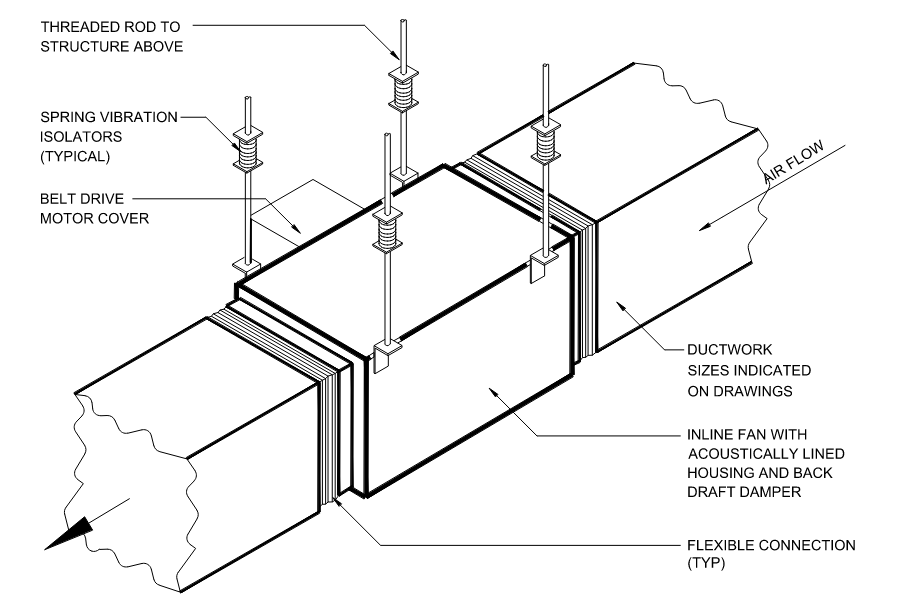 THREADED ROD TO
STRUCTURE ABOVE
SPRING VIBRATION
ISOLATORS
(TYPICAL)
BELT DRIVE
MOTOR COVER
AIR FLOW
DUCTWORK
SIZES INDICATED
ON DRAWINGS
INLINE FAN WITH
ACOUSTICALLY LINED
HOUSING AND BACK
DRAFT DAMPER
FLEXIBLE CONNECTION
(TYP)